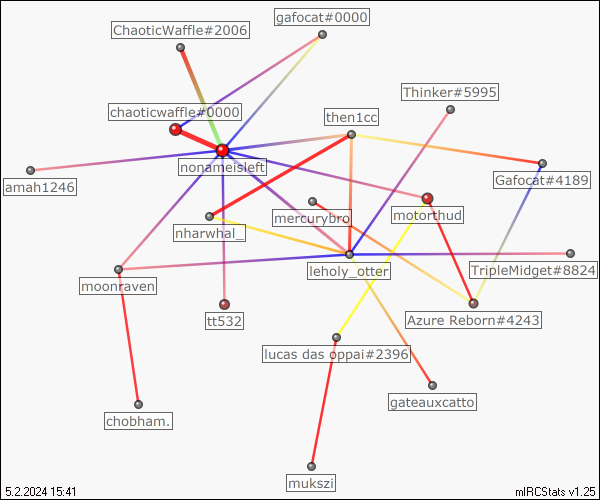 ChaoticWaffle#2006
gafocat#0000
Thinker#5995
chaoticwaffle#0000
then1cc
nonameisleft
Gafocat#4189
amah1246
mercurybro
motorthud
nharwhal_
leholy_otter
TripleMidget#8824
moonraven
tt532
Azure Reborn#4243
lucas das oppai#2396
gateauxcatto
chobham.
mukszi
5.2.2024 15:41
mIRCStats v1.25